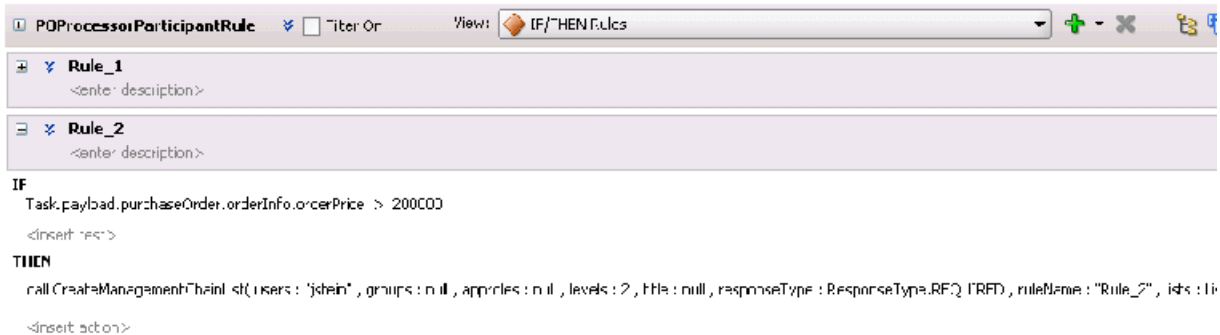 POProcessorParticipantRule Filter On View: IF/THEN Rules
Rule_1
<enter description>
Rule_2
<enter description>
IF
Task.payload.purchaseOrder.orderInfo.orderPrice > 200000
<insert test>
THEN
call CreateManagementChainList( users : "jstein" , groups : null , approles : null , levels : 2 , title : null , responseType : ResponseType.REQUIRED , ruleName : "Rule_2" , lists : Lis
<insert action>